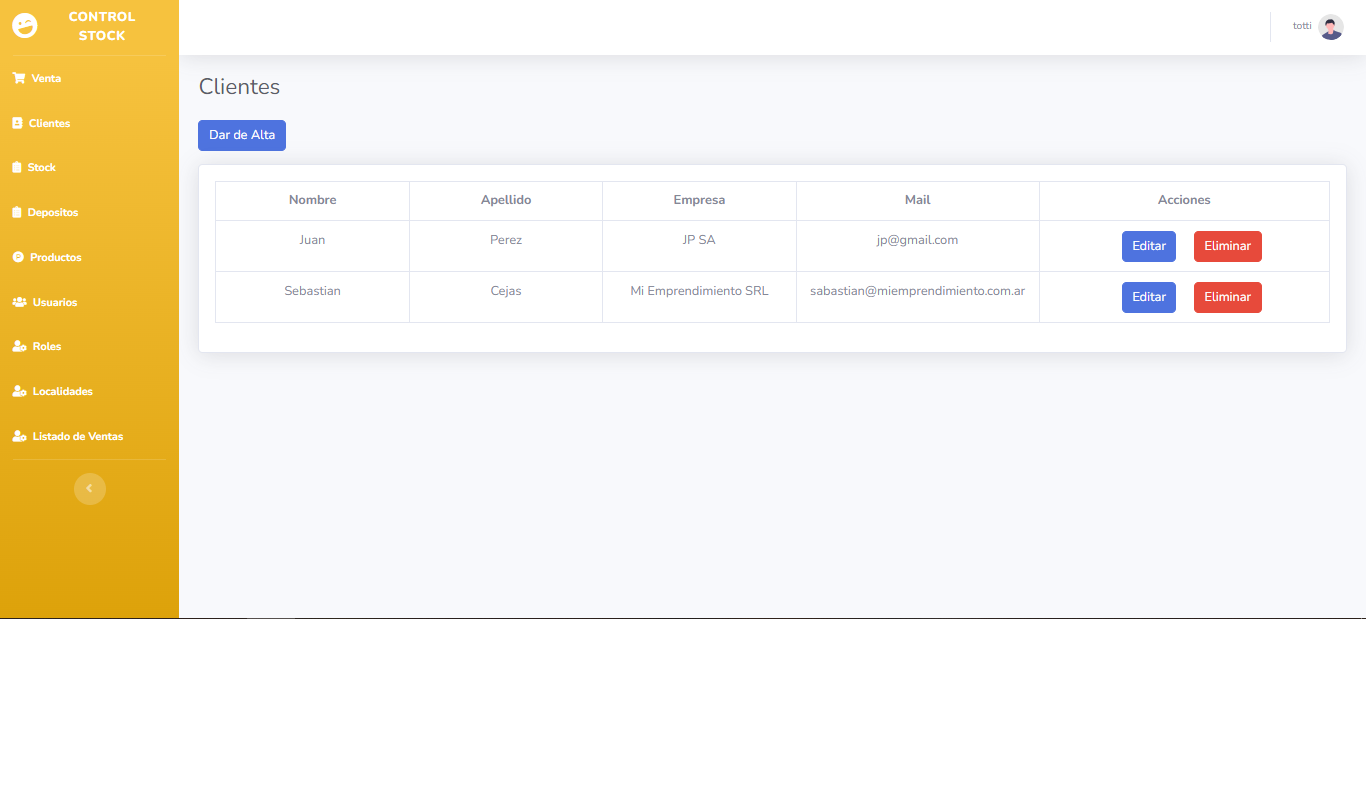 CONTROL
STOCK
totti
Venta
Clientes
Stock
Depositos
Productos
Usuarios
Roles
Localidades
Listado de Ventas
Clientes
Dar de Alta
Nombre Apellido Empresa Mail Acciones
Juan Perez JP SA jp@gmail.com Editar Eliminar
Sebastian Cejas Mi Emprendimiento SRL sabastian@miemprendimiento.com.ar Editar Eliminar